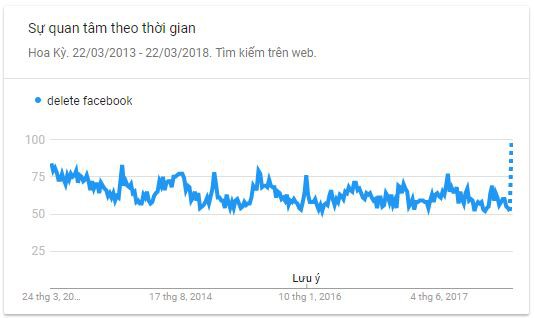 Sự quan tâm theo thời gian
Hoa Kỳ. 22/03/2013 - 22/03/2018. Tìm kiếm trên web.
delete facebook
100
75
50
25
Lưu ý
24 thg 3, 20...
17 thg 8, 2014
10 thg 1, 2016
4 thg 6, 2017